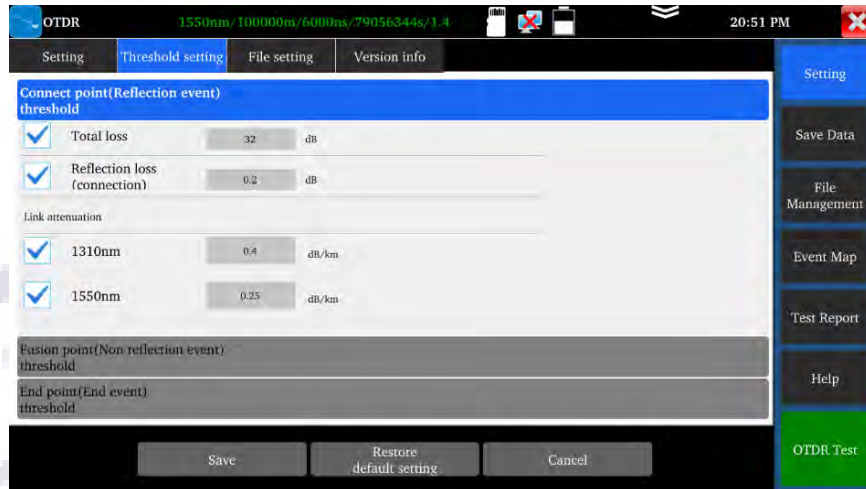 OTDR
1550nm/100000m/6000ns/79056344s/1.4
20:51 PM
Setting
Threshold setting
File setting
Version info
Connect point(Reflection event)
threshold
Total loss
32
dB
Reflection loss
(connection)
0.2
dB
Link attenuation
1310nm
0.4
dB/km
1550nm
0.25
dB/km
Fusion point(Non reflection event)
threshold
End point(End event)
threshold
Save
Restore
default setting
Cancel
Setting
Save Data
File
Management
Event Map
Test Report
Help
OTDR Test